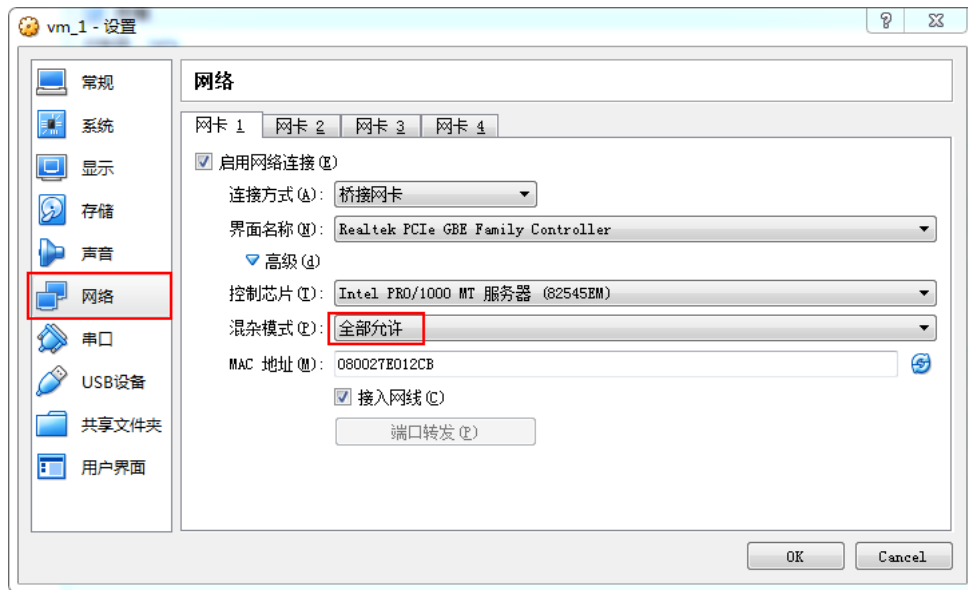 vm_1 - 设置
常规
系统
显示
存储
声音
网络
串口
USB设备
共享文件夹
用户界面
网络
网卡 1 网卡 2 网卡 3 网卡 4
启用网络连接(E)
连接方式(A): 桥接网卡
界面名称(N): Realtek PCIe GBE Family Controller
高级(d)
控制芯片(T): Intel PRO/1000 MT 服务器 (82545EM)
混杂模式(P): 全部允许
MAC 地址(M): 080027E012CB
接入网线(C)
端口转发(P)
OK Cancel